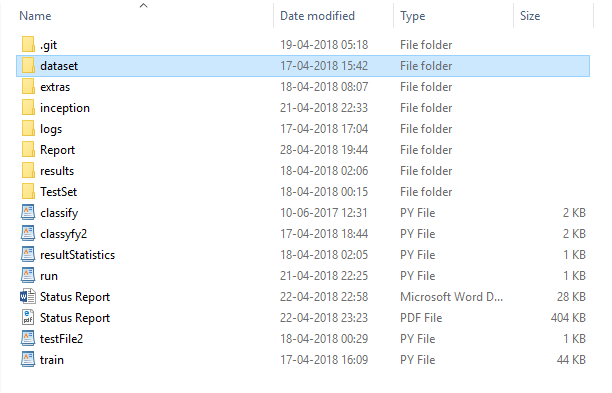 Name Date modified Type Size
.git 19-04-2018 05:18 File folder
dataset 17-04-2018 15:42 File folder
extras 18-04-2018 08:07 File folder
inception 21-04-2018 22:33 File folder
logs 17-04-2018 17:04 File folder
Report 28-04-2018 19:44 File folder
results 18-04-2018 02:06 File folder
TestSet 18-04-2018 00:15 File folder
classify 10-06-2017 12:31 PY File 2 KB
classyfy2 17-04-2018 18:44 PY File 2 KB
resultStatistics 18-04-2018 02:05 PY File 1 KB
run 21-04-2018 22:25 PY File 1 KB
Status Report 22-04-2018 22:58 Microsoft Word D... 28 KB
Status Report 22-04-2018 23:23 PDF File 404 KB
testFile2 18-04-2018 00:29 PY File 1 KB
train 17-04-2018 16:09 PY File 44 KB